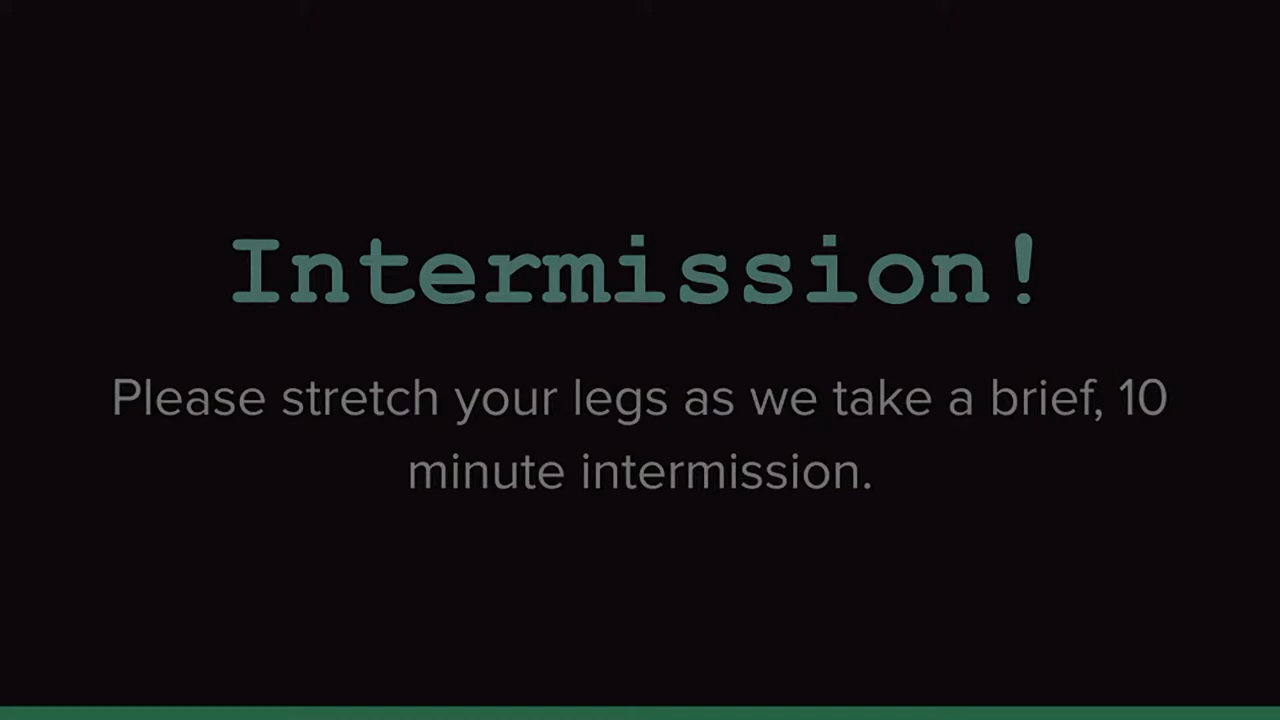 Intermission!
Please stretch your legs as we take a brief, 10
minute intermission.